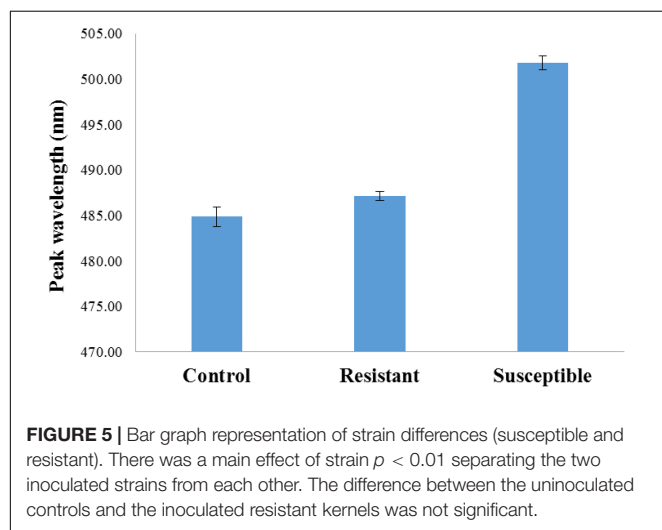 505.00
500.00
495.00
490.00
485.00
480.00
475.00
470.00
Peak wavelength (nm)
Control Resistant Susceptible
FIGURE 5 | Bar graph representation of strain differences (susceptible and
resistant). There was a main effect of strain p < 0.01 separating the two
inoculated strains from each other. The difference between the uninoculated
controls and the inoculated resistant kernels was not significant.